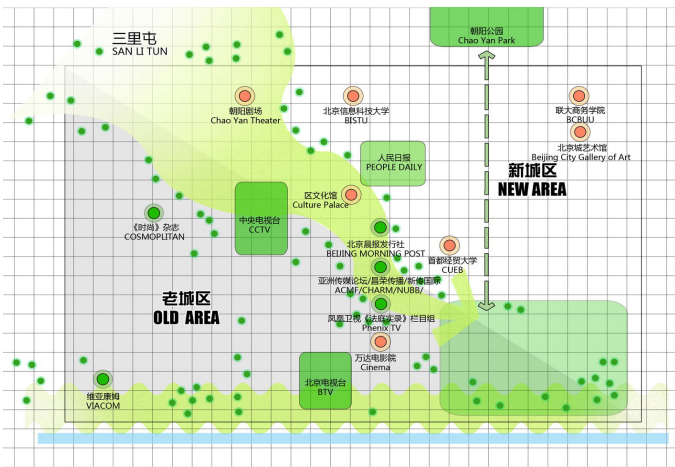 朝阳公园
Chao Yan Park
三里屯
SAN LI TUN
朝阳剧场
Chao Yan Theater
北京信息科技大学
BISTU
联大商务学院
BCBUU
北京城艺术馆
Beijing City Gallery of Art
人民日报
PEOPLE DAILY
新城区
NEW AREA
区文化馆
Culture Palace
《时尚》杂志
COSMOPLITAN
中央电视台
CCTV
北京晨报发行社
BEIJING MORNING POST
首都经贸大学
CUEB
亚洲传媒论坛/昌荣传播/新传国际
ACMF/CHARM/NUBB/
老城区
OLD AREA
凤凰卫视《法庭实录》栏目组
Phenix TV
万达电影院
Cinema
北京电视台
BTV
维亚康姆
VIACOM